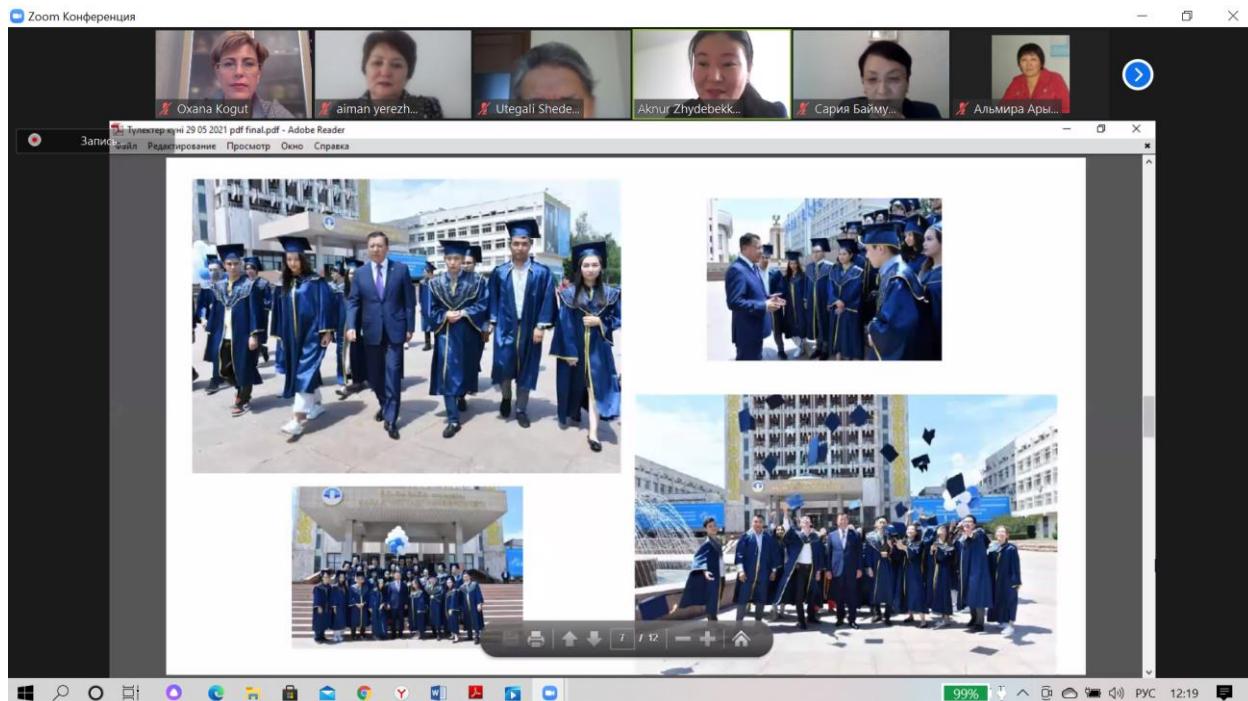 Zoom Конференция
Oxana Kogut
aiman yerezh...
Utegali Shede...
Aknur Zhydebekk...
Сария Байму...
Альмира Ары...
Запись
Түлектер күні 29 05 2021 pdf final.pdf - Adobe Reader
Файл Редактирование Просмотр Окно Справка
7 / 12
99%
РУС 12:19